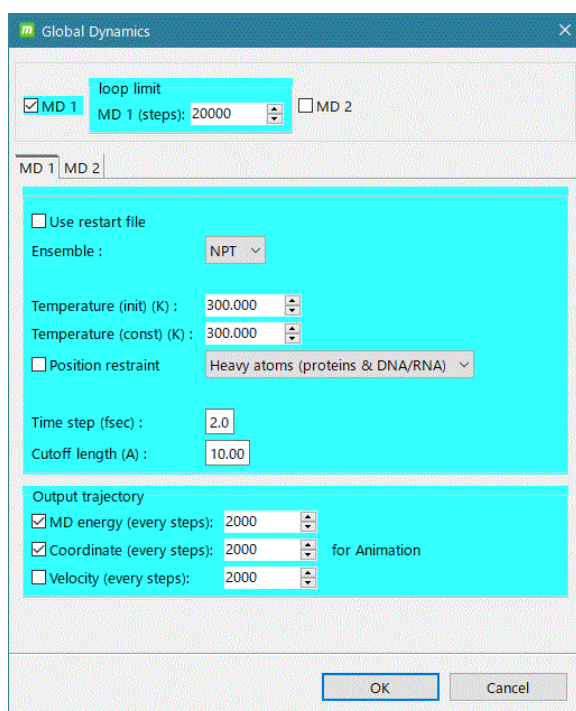 m Global Dynamics
MD 1
loop limit
MD 1 (steps): 20000
MD 2
MD 1 MD 2
Use restart file
Ensemble : NPT
Temperature (init) (K) : 300.000
Temperature (const) (K) : 300.000
Position restraint Heavy atoms (proteins & DNA/RNA)
Time step (fsec) : 2.0
Cutoff length (A) : 10.00
Output trajectory
MD energy (every steps): 2000
Coordinate (every steps): 2000 for Animation
Velocity (every steps): 2000
OK Cancel